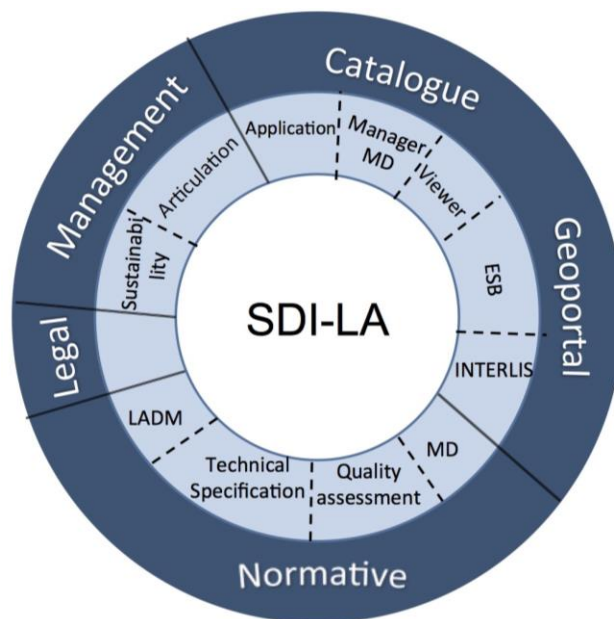 Catalogue
Management
Geoportal
Legal
Normative
Application
Manager
MD
iViewer
ESB
INTERLIS
MD
Quality
assessment
Technical
Specification
LADM
Sustainabi
lity
Articulation
SDI-LA